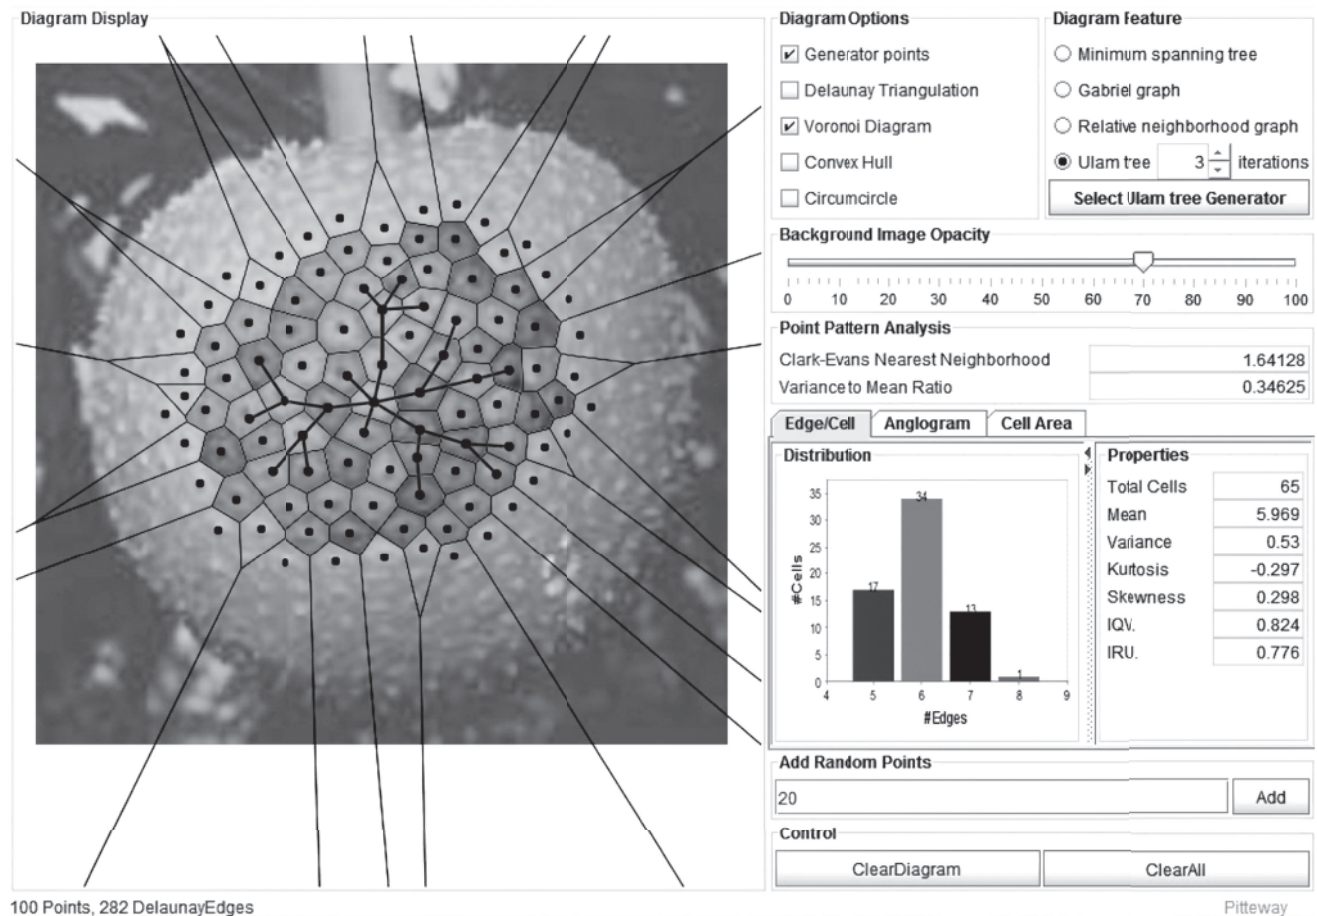 Diagram Display
Diagram Options
Generator points
Delaunay Triangulation
Voronoi Diagram
Convex Hull
Circumcircle
Diagram Feature
Minimum spanning tree
Gabriel graph
Relative neighborhood graph
Ulam tree 3 iterations
Select Ulam tree Generator
Background Image Opacity
0 10 20 30 40 50 60 70 80 90 100
Point Pattern Analysis
Clark-Evans Nearest Neighborhood 1.64128
Variance to Mean Ratio 0.34625
Edge/Cell Anglogram Cell Area
Distribution
35
30
25
20
15
10
5
0
#Cells
17 34 13 1
4 5 6 7 8 9
#Edges
Properties
Total Cells 65
Mean 5.969
Variance 0.53
Kurtosis -0.297
Skewness 0.298
IQV. 0.824
IRU. 0.776
Add Random Points
20 Add
Control
ClearDiagram ClearAll
100 Points, 282 DelaunayEdges
Pitteway